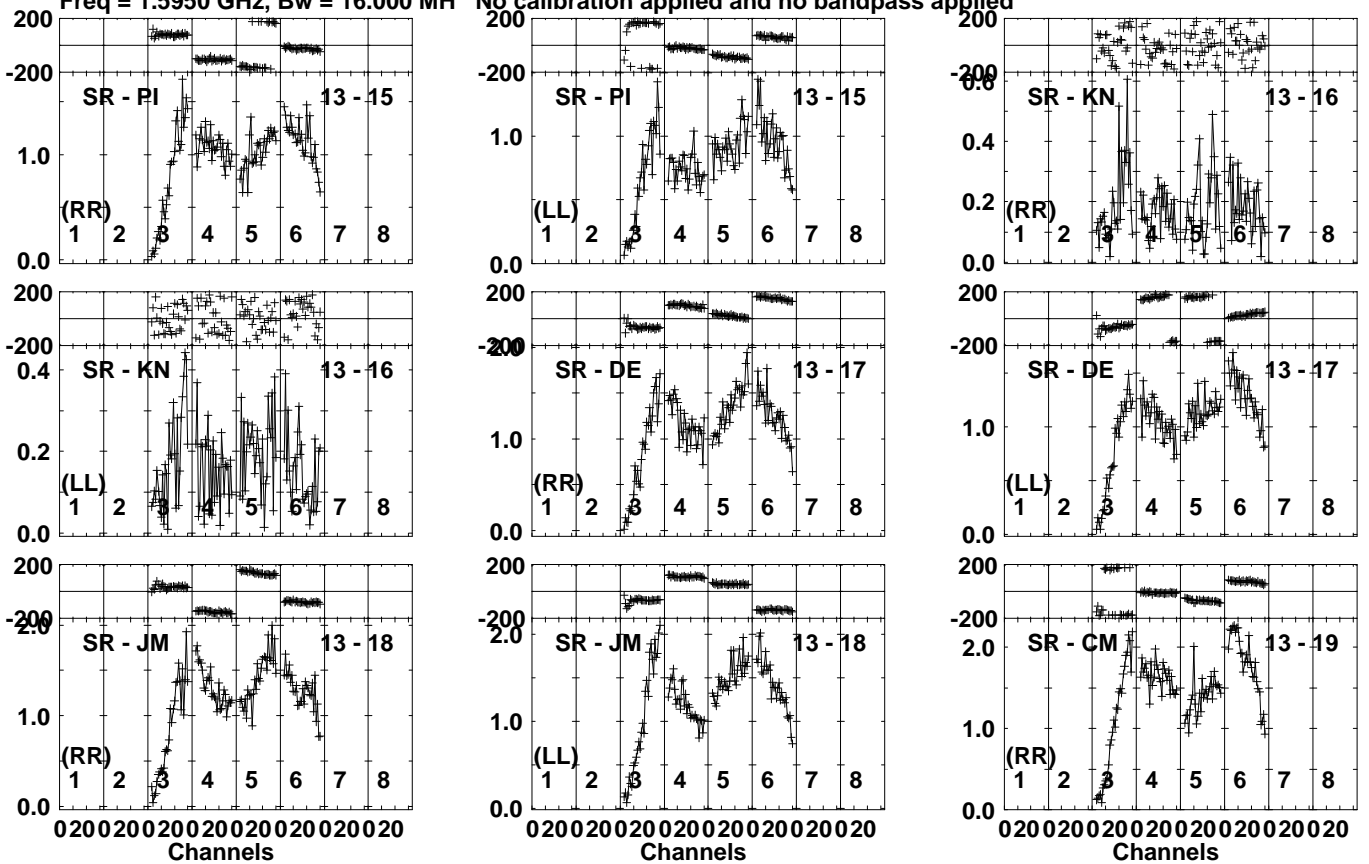 Freq = 1.5950 GHz, Bw = 16.000 MH No calibration applied and no bandpass applied
200
-200
SR - PI 13 - 15
1.0
(RR)
1 2 3 4 5 6 7 8
0.0
200
-200
SR - PI 13 - 15
1.0
(LL)
1 2 3 4 5 6 7 8
0.0
200
-200
0.6
SR - KN 13 - 16
0.4
0.2
(RR)
1 2 3 4 5 6 7 8
0.0
200
-200
0.4
SR - KN 13 - 16
0.2
(LL)
1 2 3 4 5 6 7 8
0.0
200
-200
2.0
SR - DE 13 - 17
1.0
(RR)
1 2 3 4 5 6 7 8
0.0
200
-200
SR - DE 13 - 17
1.0
(LL)
1 2 3 4 5 6 7 8
0.0
200
-200
2.0
SR - JM 13 - 18
1.0
(RR)
1 2 3 4 5 6 7 8
0.0
0 20 0 20 0 20 0 20 0 20 0 20 0 20 0 20
Channels
200
-200
2.0
SR - JM 13 - 18
1.0
(LL)
1 2 3 4 5 6 7 8
0.0
0 20 0 20 0 20 0 20 0 20 0 20 0 20 0 20
Channels
200
-200
2.0
SR - CM 13 - 19
1.0
(RR)
1 2 3 4 5 6 7 8
0.0
0 20 0 20 0 20 0 20 0 20 0 20 0 20 0 20
Channels